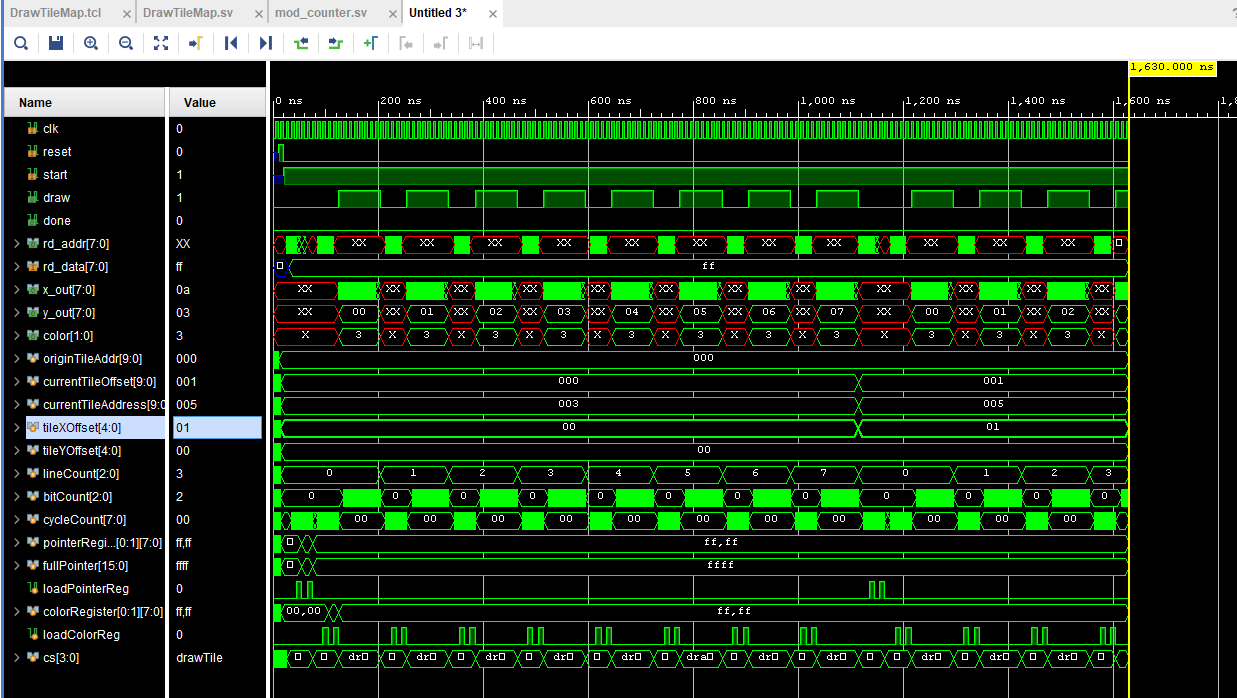 DrawTileMap.tcl × DrawTileMap.sv × mod_counter.sv × Untitled 3* × ?
1,630.000 ns
Name Value
0 ns 200 ns 400 ns 600 ns 800 ns 1,000 ns 1,200 ns 1,400 ns 1,600 ns 1,8
clk 0
reset 0
start 1
draw 1
done 0
rd_addr[7:0] XX XX XX XX XX XX XX XX XX XX XX XX
rd_data[7:0] ff ff
x_out[7:0] 0a XX XX XX XX XX XX XX XX XX XX XX XX
y_out[7:0] 03 XX 00 XX 01 XX 02 XX 03 XX 04 XX 05 XX 06 XX 07 XX 00 XX 01 XX 02 XX
color[1:0] 3 X 3 X 3 X 3 X 3 X 3 X 3 X 3 X 3 X 3 X 3 X 3 X
originTileAddr[9:0] 000 000
currentTileOffset[9:0] 001 000 001
currentTileAddress[9:0 005 003 005
tileXOffset[4:0] 01 00 01
tileYOffset[4:0] 00 00
lineCount[2:0] 3 0 1 2 3 4 5 6 7 0 1 2 3
bitCount[2:0] 2 0 0 0 0 0 0 0 0 0 0 0 0
cycleCount[7:0] 00 00 00 00 00 00 00 00 00 00 00 00
pointerRegi...[0:1][7:0] ff,ff ff,ff
fullPointer[15:0] ffff ffff
loadPointerReg 0
colorRegister[0:1][7:0] ff,ff 00,00 ff,ff
loadColorReg 0
cs[3:0] drawTile dr dr dr dr dr dra dr dr dr dr dr